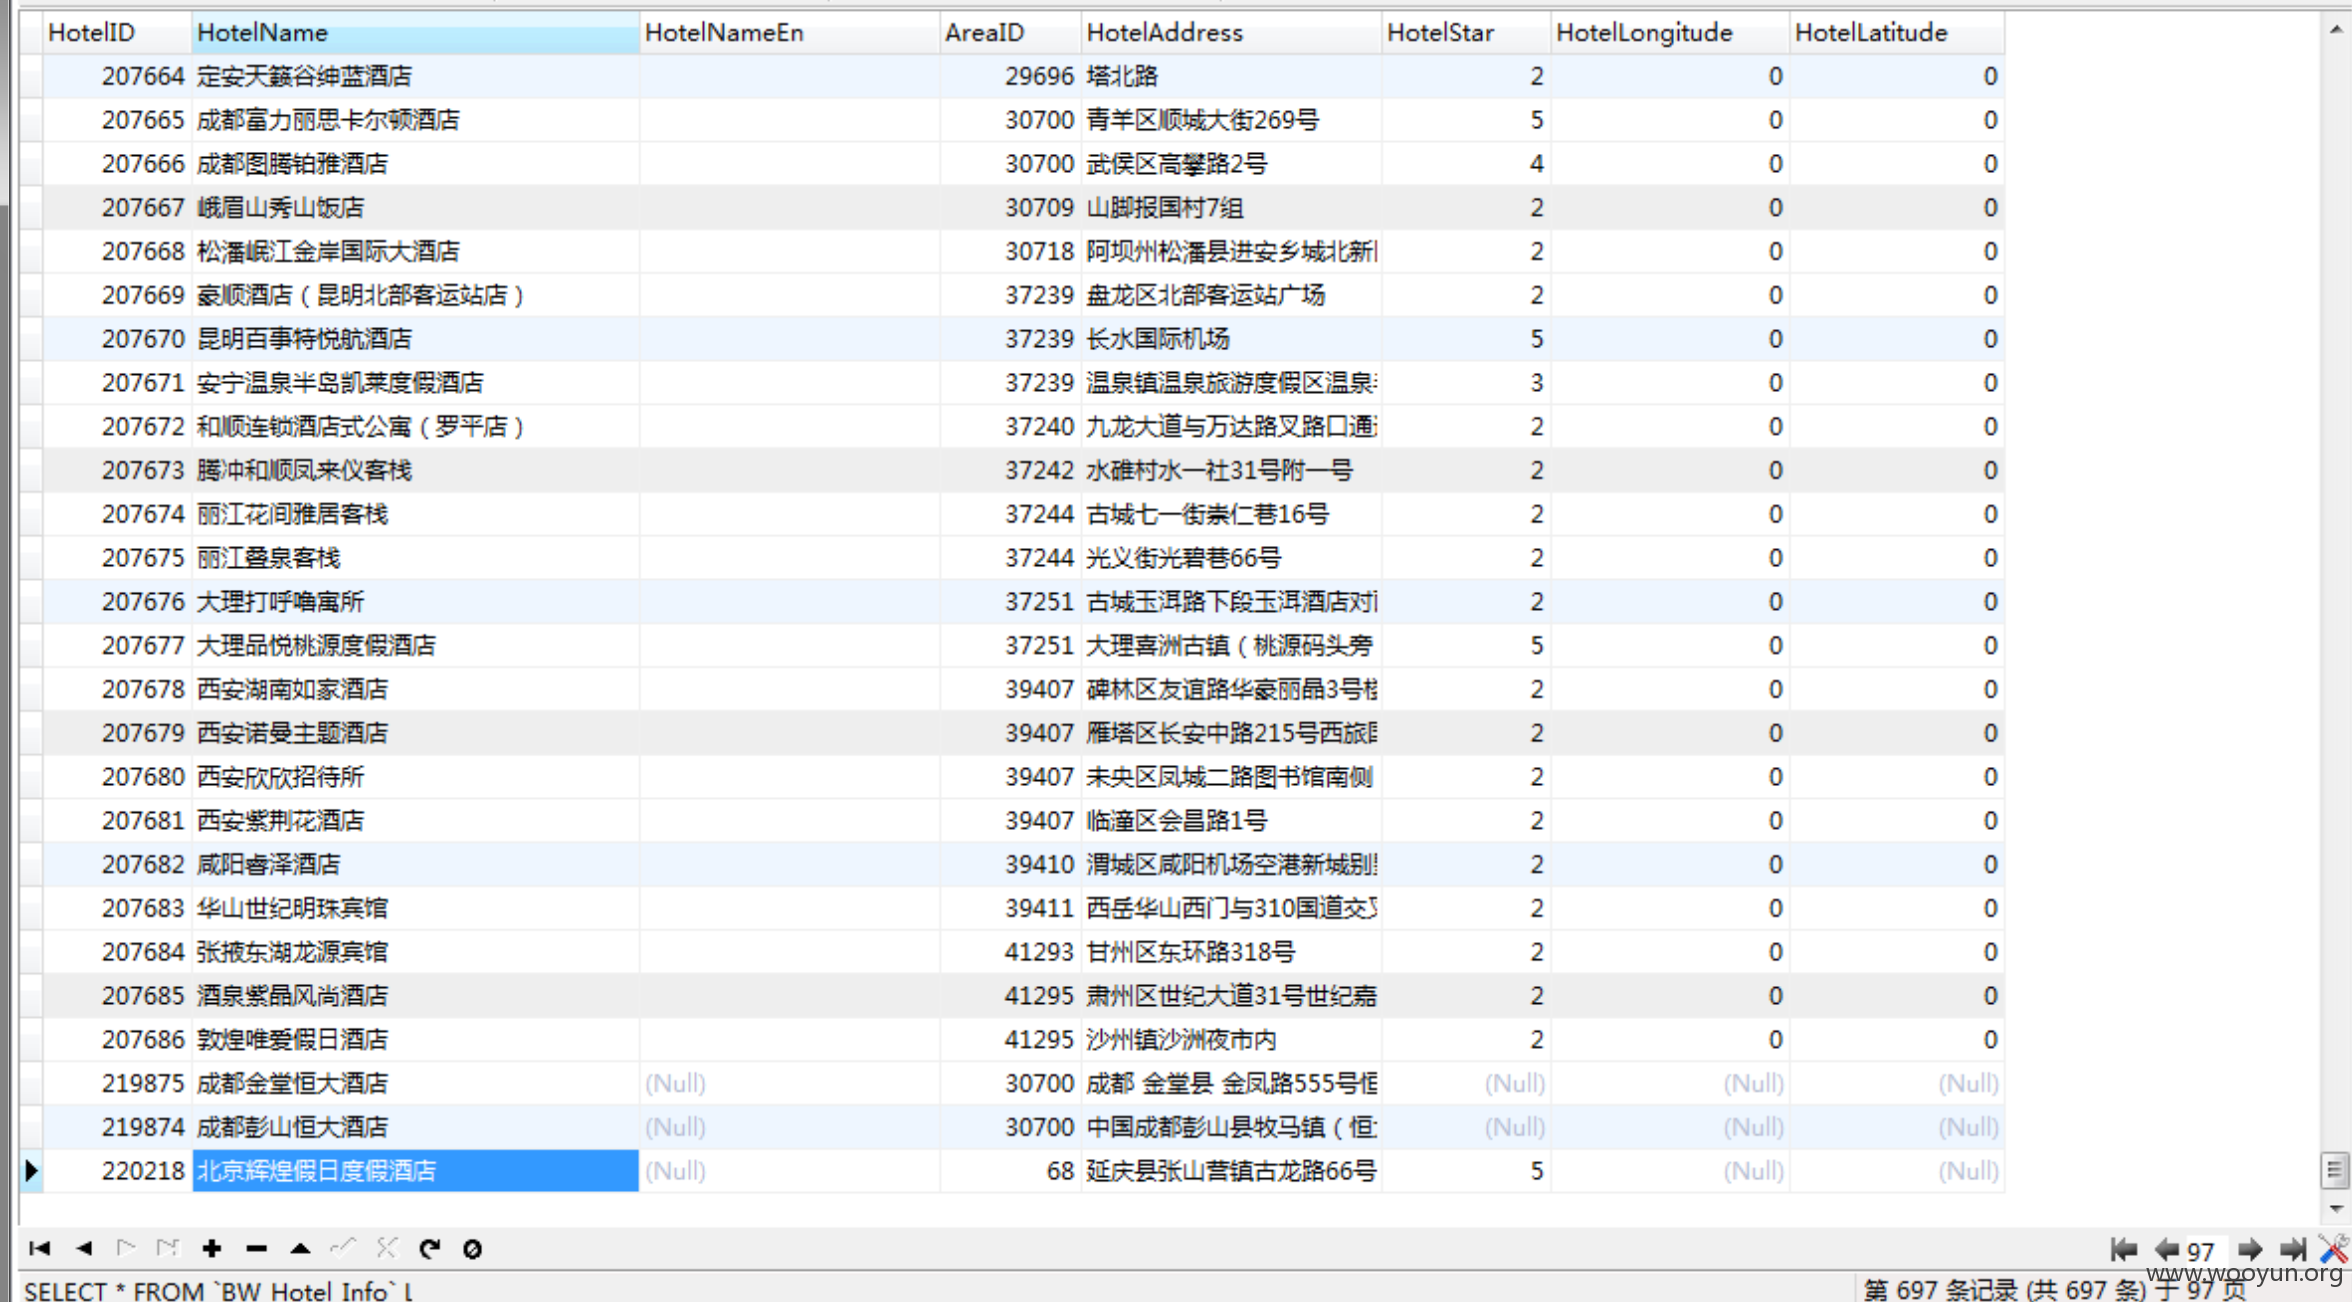 HotelID HotelName HotelNameEn AreaID HotelAddress HotelStar HotelLongitude HotelLatitude
207664 定安天籁谷绅蓝酒店 29696 塔北路 2 0 0
207665 成都富力丽思卡尔顿酒店 30700 青羊区顺城大街269号 5 0 0
207666 成都图腾铂雅酒店 30700 武侯区高攀路2号 4 0 0
207667 峨眉山秀山饭店 30709 山脚报国村7组 2 0 0
207668 松潘岷江金岸国际大酒店 30718 阿坝州松潘县进安乡城北新 2 0 0
207669 豪顺酒店（昆明北部客运站店） 37239 盘龙区北部客运站广场 2 0 0
207670 昆明百事特悦航酒店 37239 长水国际机场 5 0 0
207671 安宁温泉半岛凯莱度假酒店 37239 温泉镇温泉旅游度假区温泉 3 0 0
207672 和顺连锁酒店式公寓（罗平店） 37240 九龙大道与万达路叉路口通 2 0 0
207673 腾冲和顺凤来仪客栈 37242 水碓村水一社31号附一号 2 0 0
207674 丽江花间雅居客栈 37244 古城七一街崇仁巷16号 2 0 0
207675 丽江叠泉客栈 37244 光义街光碧巷66号 2 0 0
207676 大理打呼噜寓所 37251 古城玉洱路下段玉洱酒店对 2 0 0
207677 大理品悦桃源度假酒店 37251 大理喜洲古镇（桃源码头旁 5 0 0
207678 西安湖南如家酒店 39407 碑林区友谊路华豪丽晶3号楼 2 0 0
207679 西安诺曼主题酒店 39407 雁塔区长安中路215号西旅国 2 0 0
207680 西安欣欣招待所 39407 未央区凤城二路图书馆南侧 2 0 0
207681 西安紫荆花酒店 39407 临潼区会昌路1号 2 0 0
207682 咸阳睿泽酒店 39410 渭城区咸阳机场空港新城别 2 0 0
207683 华山世纪明珠宾馆 39411 西岳华山西门与310国道交叉 2 0 0
207684 张掖东湖龙源宾馆 41293 甘州区东环路318号 2 0 0
207685 酒泉紫晶风尚酒店 41295 肃州区世纪大道31号世纪嘉 2 0 0
207686 敦煌唯爱假日酒店 41295 沙州镇沙洲夜市内 2 0 0
219875 成都金堂恒大酒店 (Null) 30700 成都 金堂县 金凤路555号恒 (Null) (Null) (Null)
219874 成都彭山恒大酒店 (Null) 30700 中国成都彭山县牧马镇（恒 (Null) (Null) (Null)
220218 北京辉煌假日度假酒店 (Null) 68 延庆县张山营镇古龙路66号 5 (Null) (Null)
97
www.wooyun.org
SELECT * FROM `BW_Hotel_Info` L 第 697 条记录 (共 697 条) 于 97 页